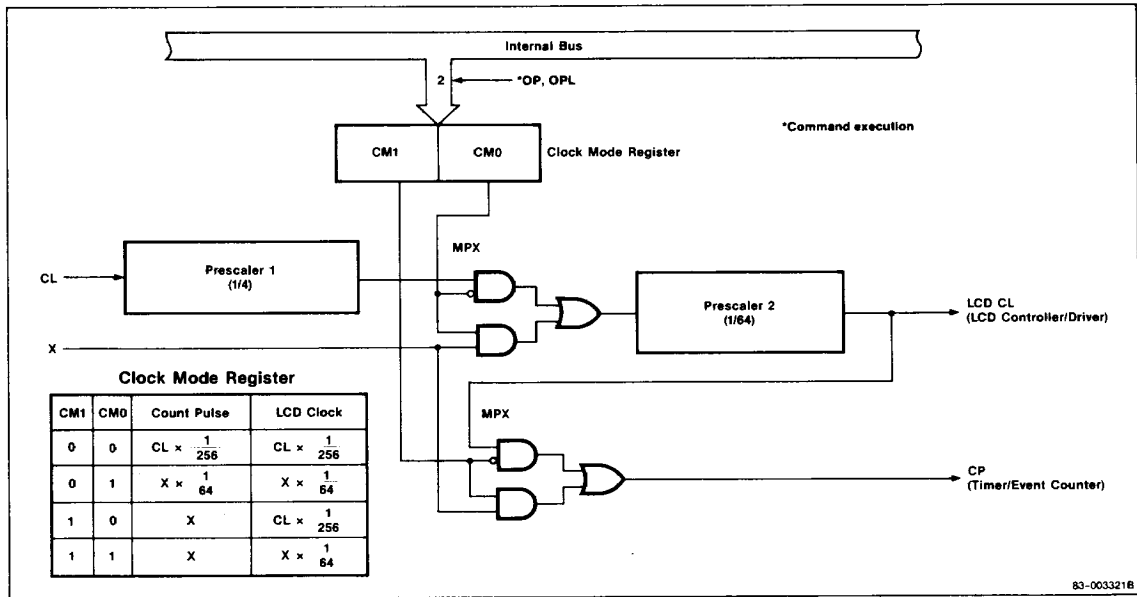 Internal Bus
2
*OP, OPL
*Command execution
CM1 CM0 Clock Mode Register
MPX
CL
Prescaler 1
(1/4)
Prescaler 2
(1/64)
LCD CL
(LCD Controller/Driver)
X
Clock Mode Register
CM1 CM0 Count Pulse LCD Clock
0 0 CL × 1/256 CL × 1/256
0 1 X × 1/64 X × 1/64
1 0 X CL × 1/256
1 1 X X × 1/64
MPX
CP
(Timer/Event Counter)
83-003321B